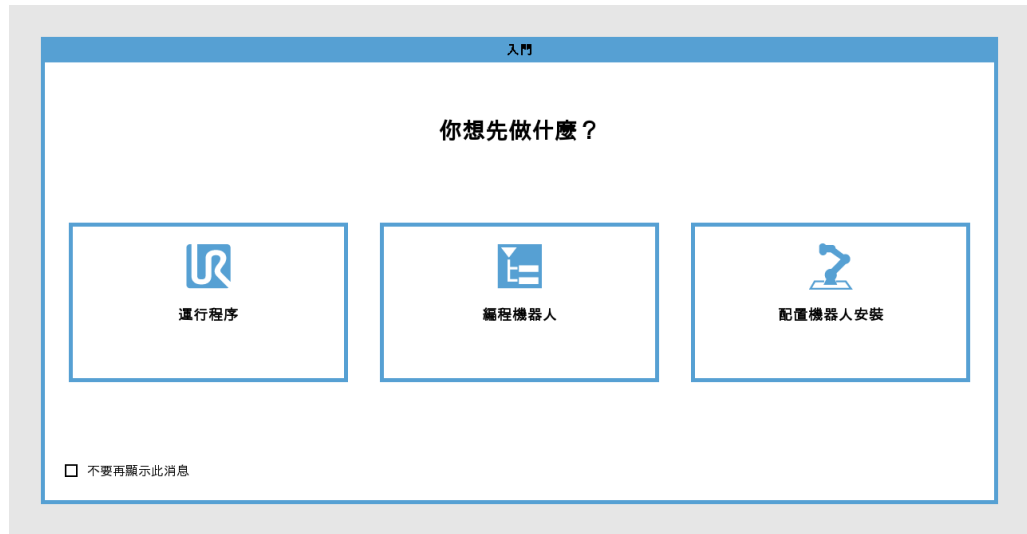 入門
你想先做什麼？
運行程序
編程機器人
配置機器人安裝
不要再顯示此消息